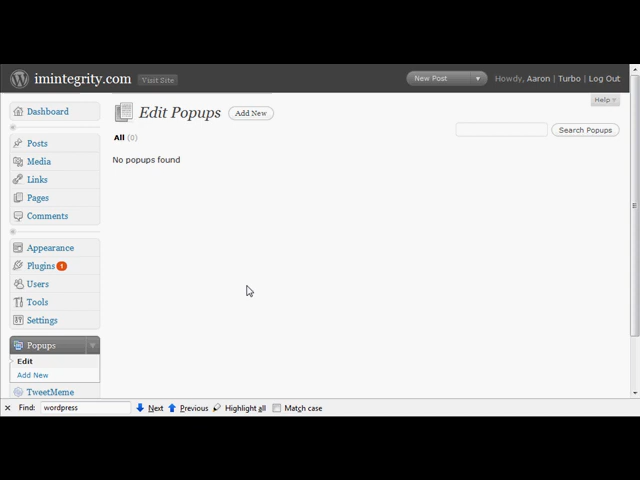 imintegrity.com Visit Site New Post Howdy, Aaron | Turbo | Log Out
Help
Dashboard
Edit Popups Add New
All (0)
Search Popups
No popups found
Posts
Media
Links
Pages
Comments
Appearance
Plugins 1
Users
Tools
Settings
Popups
Edit
Add New
TweetMeme
Find: wordpress Next Previous Highlight all Match case